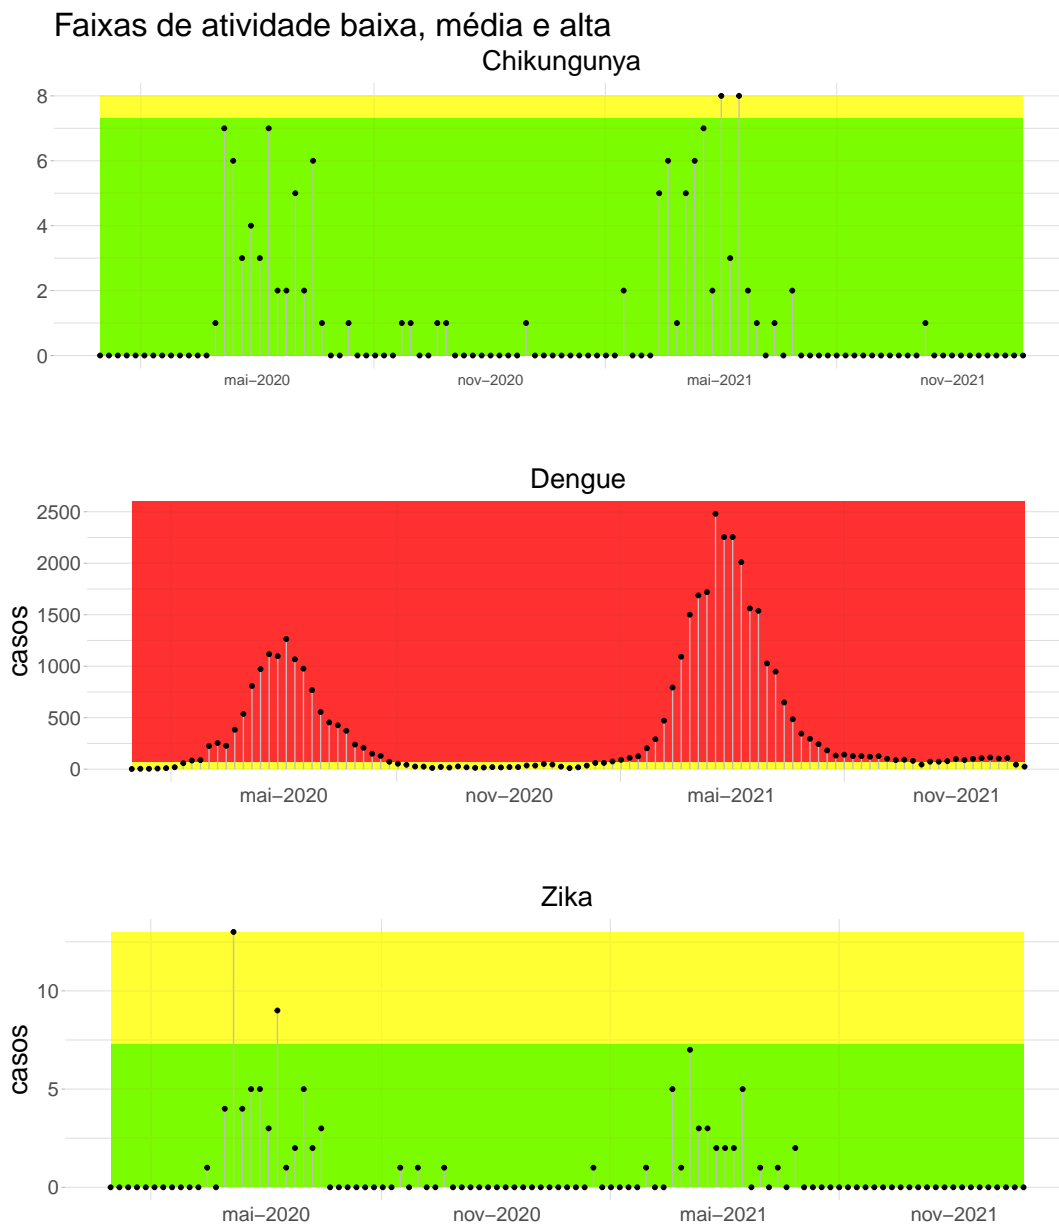 Faixas de atividade baixa, média e alta
Chikungunya
8
6
4
2
0
mai−2020 nov−2020 mai−2021 nov−2021
Dengue
casos
2500
2000
1500
1000
500
0
mai−2020 nov−2020 mai−2021 nov−2021
Zika
casos
10
5
0
mai−2020 nov−2020 mai−2021 nov−2021